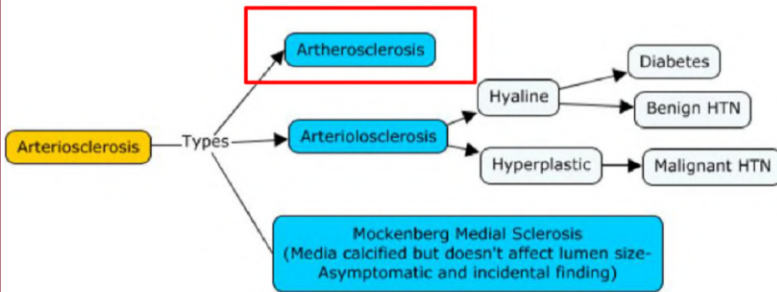 Artherosclerosis
Diabetes
Hyaline
Benign HTN
Arteriosclerosis
Types
Arteriolosclerosis
Hyperplastic
Malignant HTN
Mockenberg Medial Sclerosis
(Media calcified but doesn't affect lumen size-
Asymptomatic and incidental finding)